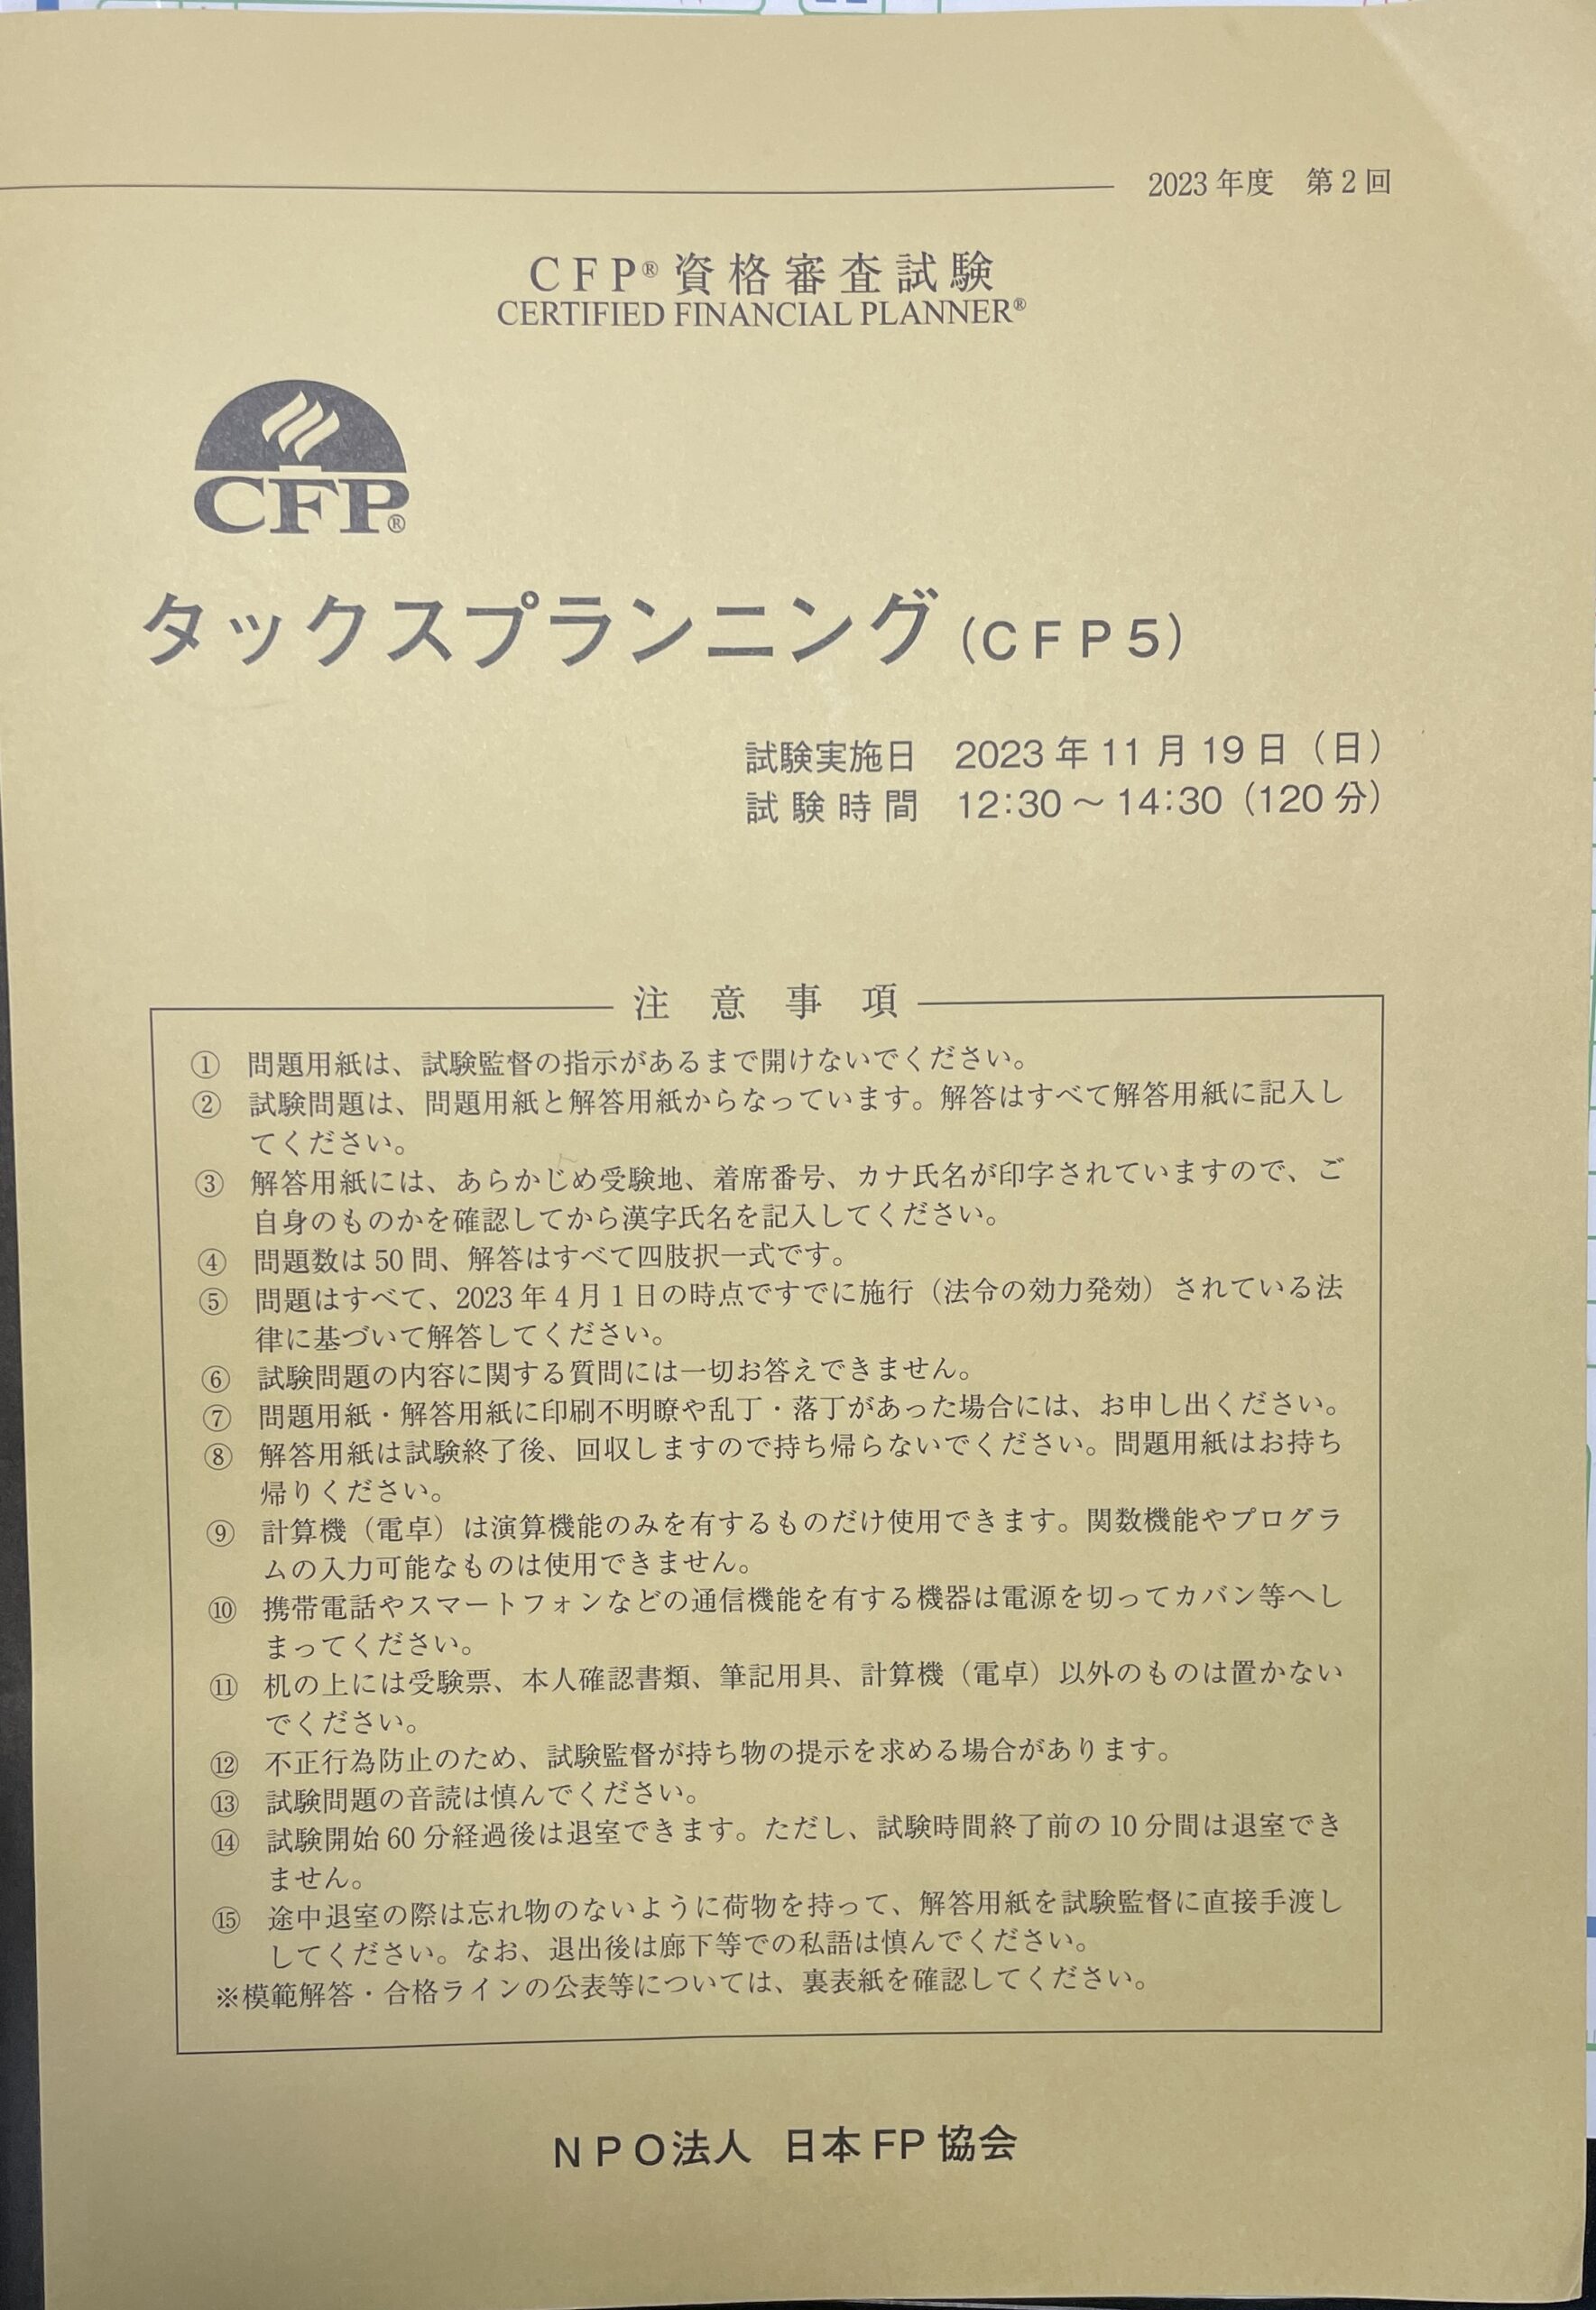 2023年度　第2回
CFP®資格審査試験
CERTIFIED FINANCIAL PLANNER®
CFP®
タックスプランニング(CFP5)
試験実施日　2023年11月19日（日）
試験時間　12:30～14:30（120分）
注意事項
①　問題用紙は、試験監督の指示があるまで開けないでください。
②　試験問題は、問題用紙と解答用紙からなっています。解答はすべて解答用紙に記入し
てください。
③　解答用紙には、あらかじめ受験地、着席番号、カナ氏名が印字されていますので、ご
自身のものかを確認してから漢字氏名を記入してください。
④　問題数は50問、解答はすべて四肢択一式です。
⑤　問題はすべて、2023年4月1日の時点ですでに施行（法令の効力発効）されている法
律に基づいて解答してください。
⑥　試験問題の内容に関する質問には一切お答えできません。
⑦　問題用紙・解答用紙に印刷不明瞭や乱丁・落丁があった場合には、お申し出ください。
⑧　解答用紙は試験終了後、回収しますので持ち帰らないでください。問題用紙はお持ち
帰りください。
⑨　計算機（電卓）は演算機能のみを有するものだけ使用できます。関数機能やプログラ
ムの入力可能なものは使用できません。
⑩　携帯電話やスマートフォンなどの通信機能を有する機器は電源を切ってカバン等へし
まってください。
⑪　机の上には受験票、本人確認書類、筆記用具、計算機（電卓）以外のものは置かない
でください。
⑫　不正行為防止のため、試験監督が持ち物の提示を求める場合があります。
⑬　試験問題の音読は慎んでください。
⑭　試験開始60分経過後は退室できます。ただし、試験時間終了前の10分間は退室でき
ません。
⑮　途中退室の際は忘れ物のないように荷物を持って、解答用紙を試験監督に直接手渡し
してください。なお、退出後は廊下等での私語は慎んでください。
※模範解答・合格ラインの公表等については、裏表紙を確認してください。
NPO法人　日本FP協会